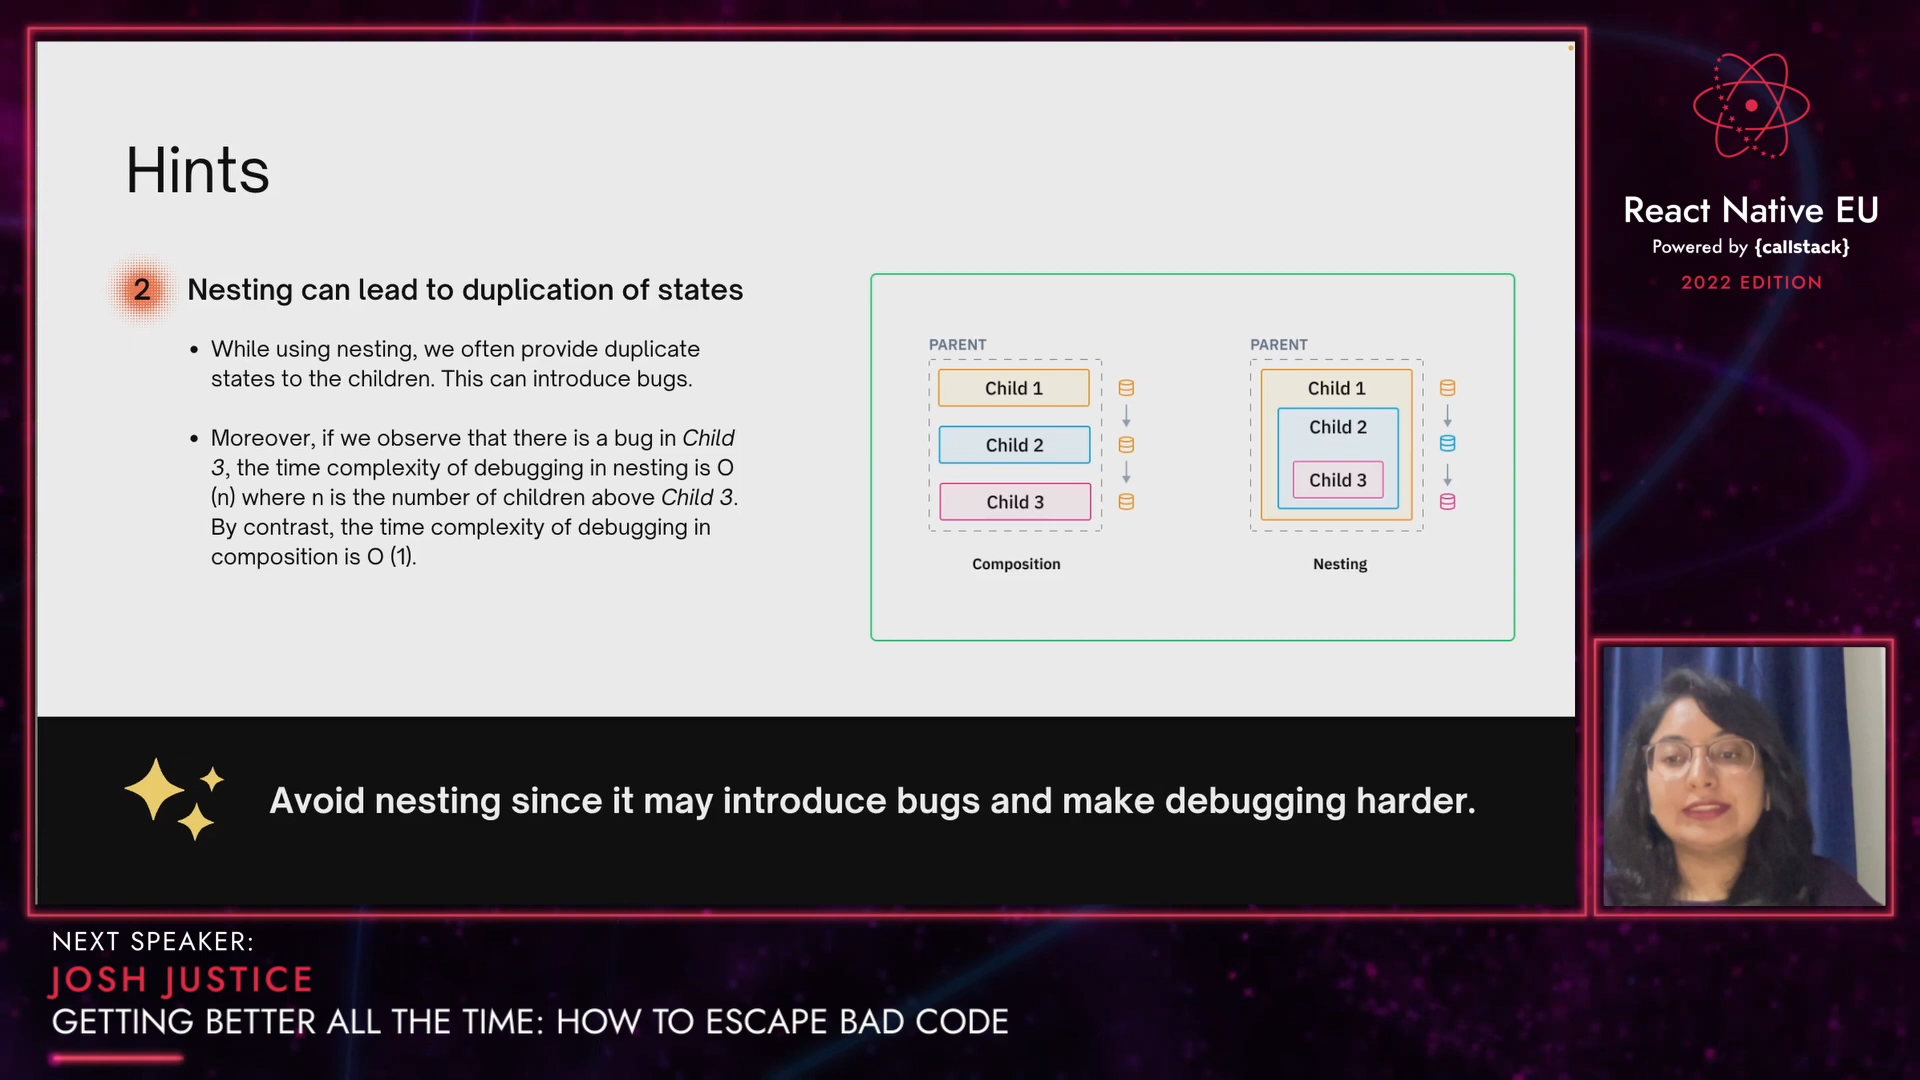 Hints
2
Nesting can lead to duplication of states
• While using nesting, we often provide duplicate
states to the children. This can introduce bugs.
• Moreover, if we observe that there is a bug in Child
3, the time complexity of debugging in nesting is O
(n) where n is the number of children above Child 3.
By contrast, the time complexity of debugging in
composition is O (1).
PARENT
Child 1
Child 2
Child 3
Composition
PARENT
Child 1
Child 2
Child 3
Nesting
Avoid nesting since it may introduce bugs and make debugging harder.
React Native EU
Powered by {callstack}
2022 EDITION
NEXT SPEAKER:
JOSH JUSTICE
GETTING BETTER ALL THE TIME: HOW TO ESCAPE BAD CODE